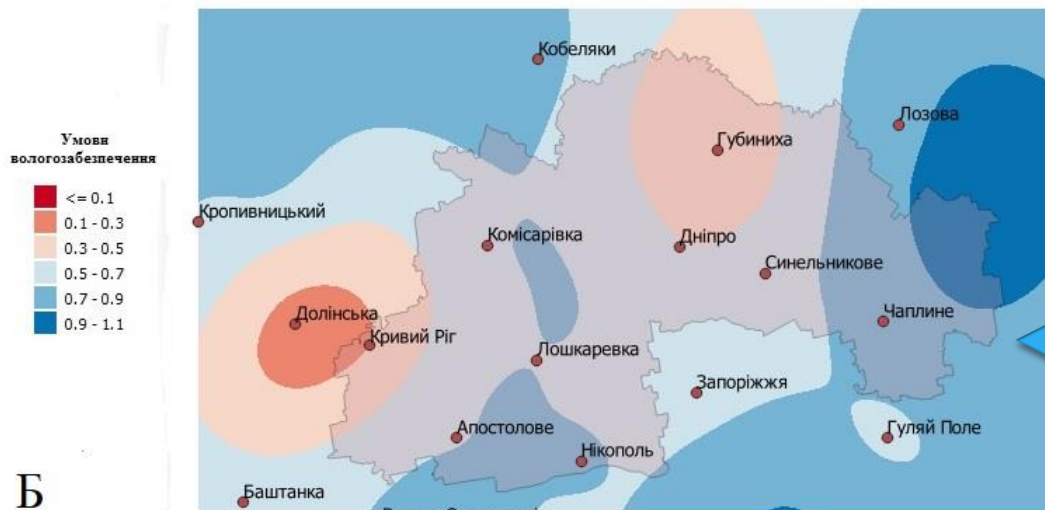 Кобеляки
Лозова
Умови
вологозабезпечення
Губиниха
<= 0.1
0.1 - 0.3
0.3 - 0.5
0.5 - 0.7
0.7 - 0.9
0.9 - 1.1
Кропивницький
Комісарівка
Дніпро
Синельникове
Долінська
Чаплине
Кривий Ріг
Лошкаревка
Запоріжжя
Апостолове
Гуляй Поле
Нікополь
Б
Баштанка